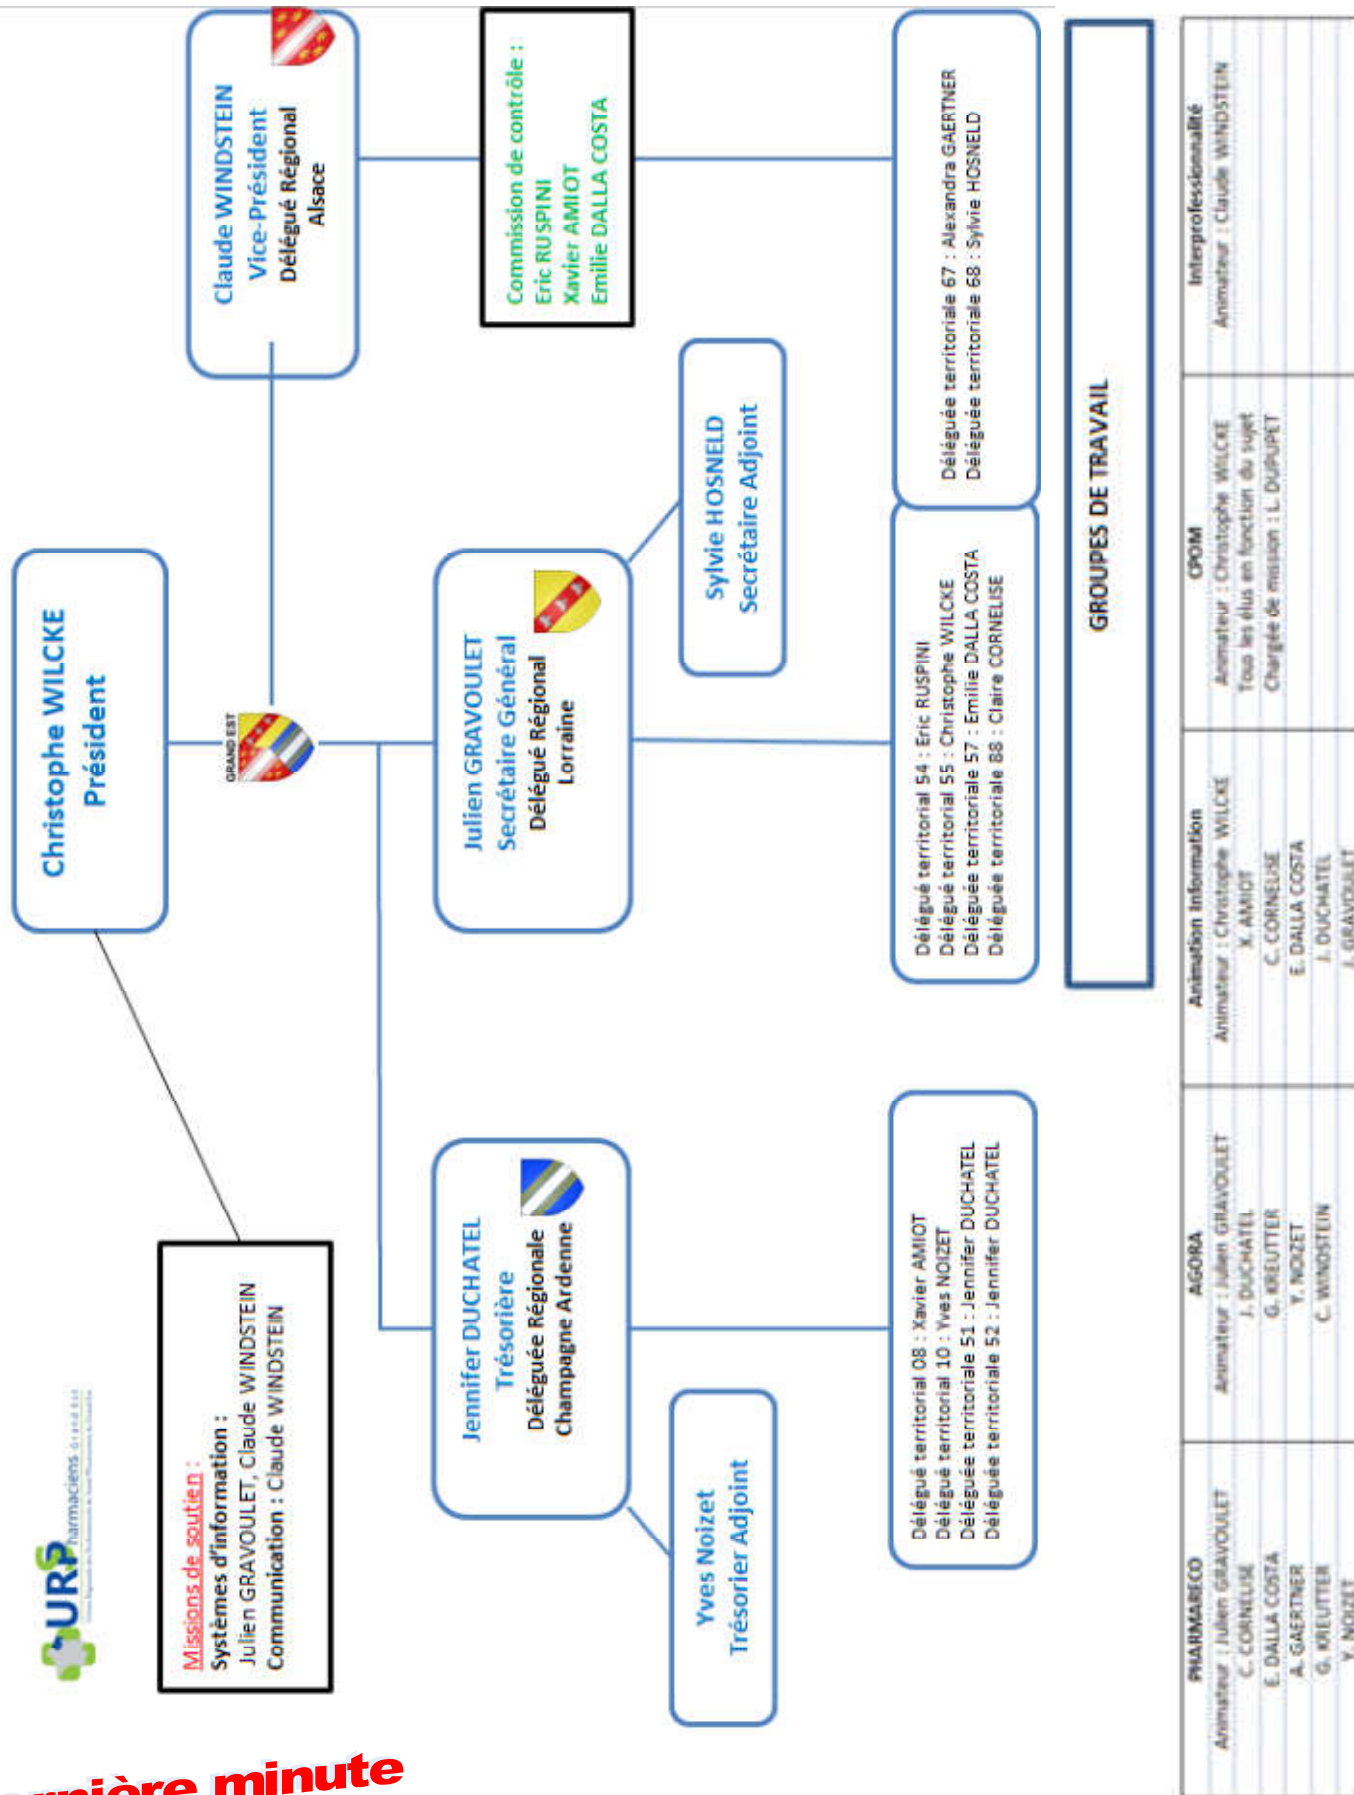 URPS
Pharmaciens Grand Est
Christophe WILCKE
Président
GRAND EST
Missions de soutien :
Systèmes d'information :
Julien GRAVOULET, Claude WINDSTEIN
Communication : Claude WINDSTEIN
Claude WINDSTEIN
Vice-Président
Délégué Régional
Alsace
Jennifer DUCHATEL
Trésorière
Déléguée Régionale
Champagne Ardenne
Julien GRAVOULET
Secrétaire Général
Délégué Régional
Lorraine
Commission de contrôle :
Eric RUSPINI
Xavier AMIOT
Emilie DALLA COSTA
Yves Noizet
Trésorier Adjoint
Sylvie HOSNELD
Secrétaire Adjoint
Délégué territorial 08 : Xavier AMIOT
Délégué territorial 10 : Yves NOIZET
Déléguée territoriale 51 : Jennifer DUCHATEL
Déléguée territoriale 52 : Jennifer DUCHATEL
Délégué territorial 54 : Eric RUSPINI
Délégué territorial 55 : Christophe WILCKE
Déléguée territoriale 57 : Emilie DALLA COSTA
Déléguée territoriale 88 : Claire CORNELISE
Déléguée territoriale 67 : Alexandra GAERTNER
Déléguée territoriale 68 : Sylvie HOSNELD
GROUPES DE TRAVAIL
PHARMARECO
Animateur : Julien GRAVOULET
C. CORNELISE
E. DALLA COSTA
A. GAERTNER
G. KREUTTER
Y. NOIZET
AGORA
Animateur : Julien GRAVOULET
J. DUCHATEL
G. KREUTTER
Y. NOIZET
C. WINDSTEIN
Animation Information
Animateur : Christophe WILCKE
X. AMIOT
C. CORNELISE
E. DALLA COSTA
J. DUCHATEL
J. GRAVOULET
CPOM
Animateur : Christophe WILCKE
Tous les élus en fonction du sujet
Chargée de mission : L. DUPUPET
Interprofessionnalité
Animateur : Claude WINDSTEIN
minute